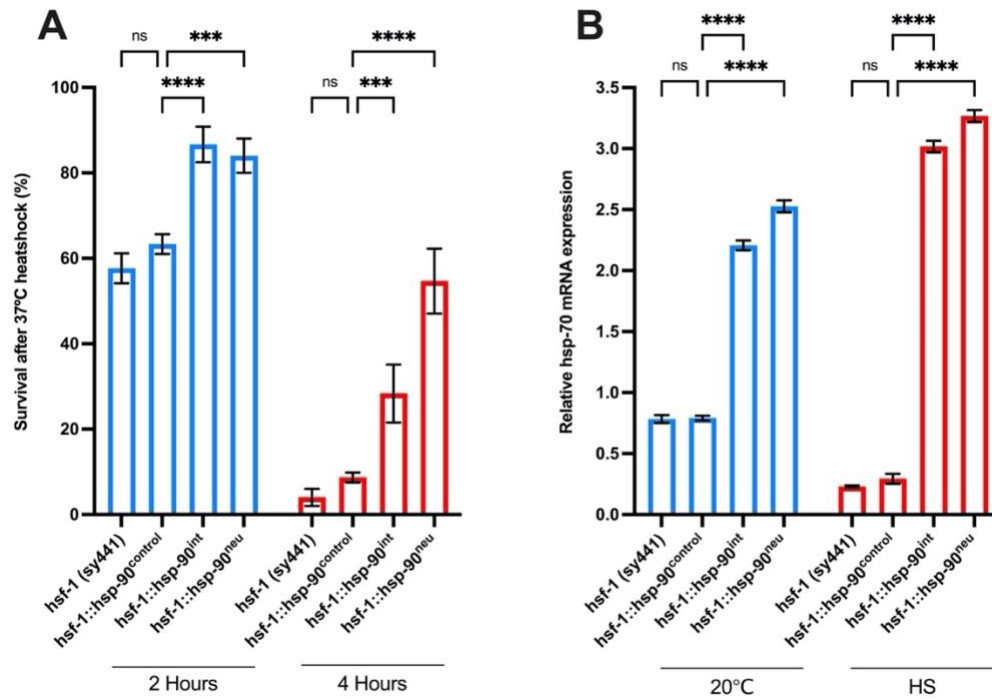 A
ns
***
****
****
ns
***
Survival after 37ºC heatshock (%)
100
80
60
40
20
0
hsf-1 (sy441)
hsf-1::hsp-90control
hsf-1::hsp-90int
hsf-1::hsp-90neu
hsf-1 (sy441)
hsf-1::hsp-90control
hsf-1::hsp-90int
hsf-1::hsp-90neu
2 Hours
4 Hours
B
****
ns
****
****
ns
****
Relative hsp-70 mRNA expression
3.5
3.0
2.5
2.0
1.5
1.0
0.5
0.0
hsf-1 (sy441)
hsf-1::hsp-90control
hsf-1::hsp-90int
hsf-1::hsp-90neu
hsf-1 (sy441)
hsf-1::hsp-90control
hsf-1::hsp-90int
hsf-1::hsp-90neu
20°C
HS